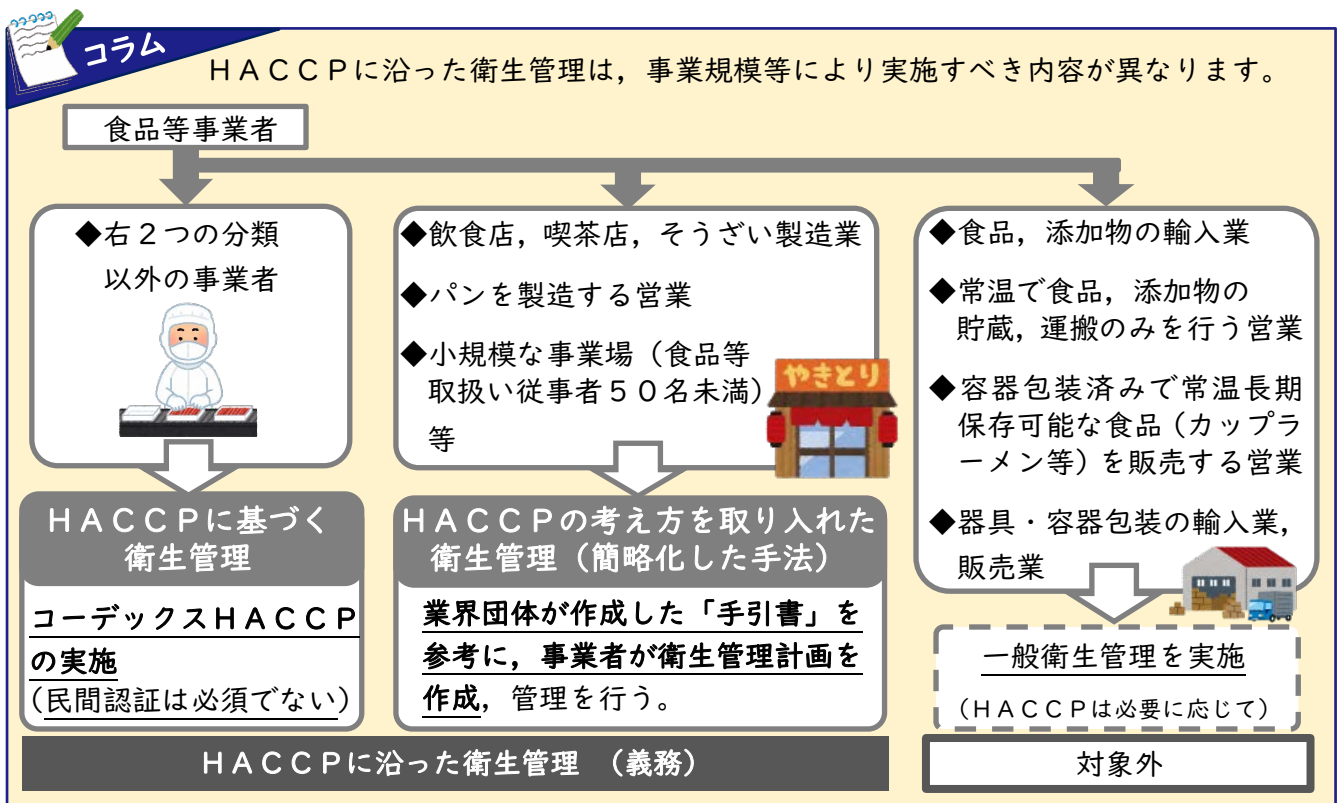 コラム
HACCPに沿った衛生管理は，事業規模等により実施すべき内容が異なります。
食品等事業者
◆右２つの分類
以外の事業者
HACCPに基づく
衛生管理
コーデックスHACCP
の実施
（民間認証は必須でない）
◆飲食店，喫茶店，そうざい製造業
◆パンを製造する営業
◆小規模な事業場（食品等
取扱い従事者５０名未満）
等
やきとり
HACCPの考え方を取り入れた
衛生管理（簡略化した手法）
業界団体が作成した「手引書」を
参考に，事業者が衛生管理計画を
作成，管理を行う。
HACCPに沿った衛生管理　（義務）
◆食品，添加物の輸入業
◆常温で食品，添加物の
貯蔵，運搬のみを行う営業
◆容器包装済みで常温長期
保存可能な食品（カップラ
ーメン等）を販売する営業
◆器具・容器包装の輸入業，
販売業
一般衛生管理を実施
（HACCPは必要に応じて）
対象外